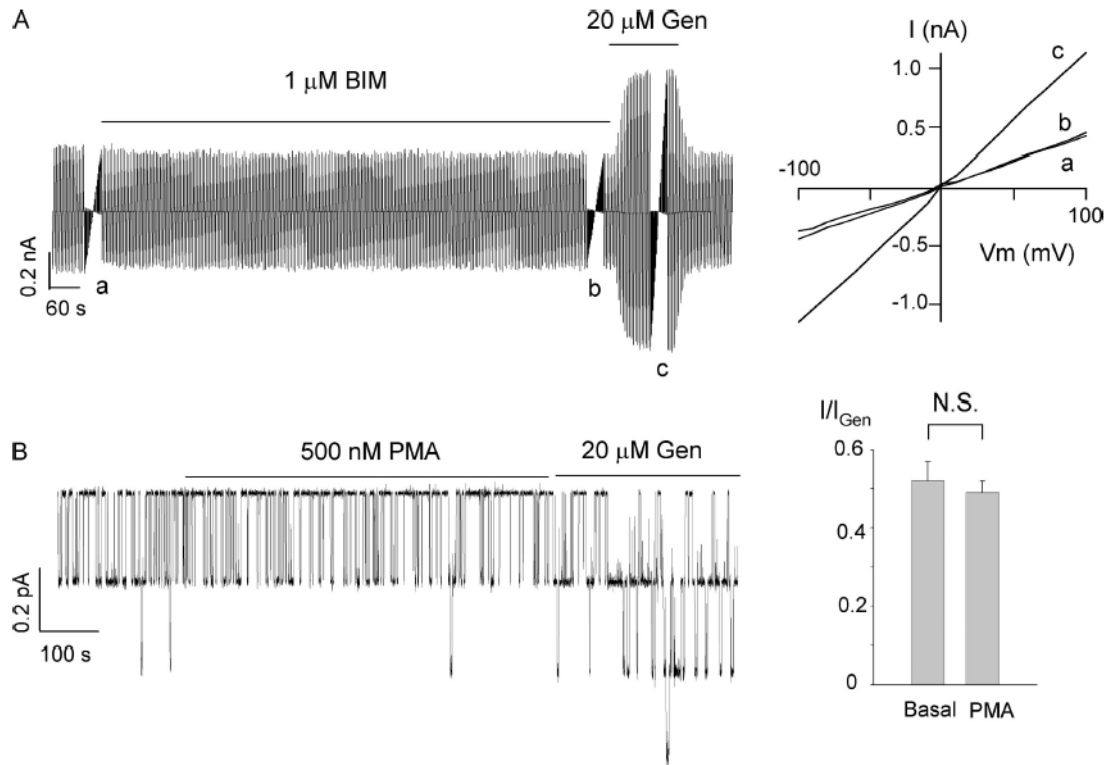 A
20 μM Gen
1 μM BIM
0.2 nA
60 s
a
b
c
I (nA)
c
1.0
0.5
b
a
-100
100
-0.5
Vm (mV)
-1.0
B
500 nM PMA
20 μM Gen
0.2 pA
100 s
I/IGen
N.S.
0.6
0.4
0.2
0
Basal
PMA